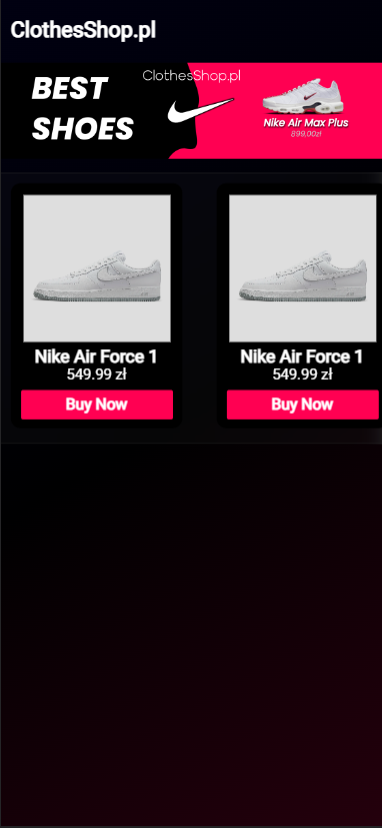 ClothesShop.pl
ClothesShop.pl
BEST
SHOES
Nike Air Max Plus
899,00zł
Nike Air Force 1
549.99 zł
Buy Now
Nike Air Force 1
549.99 zł
Buy Now